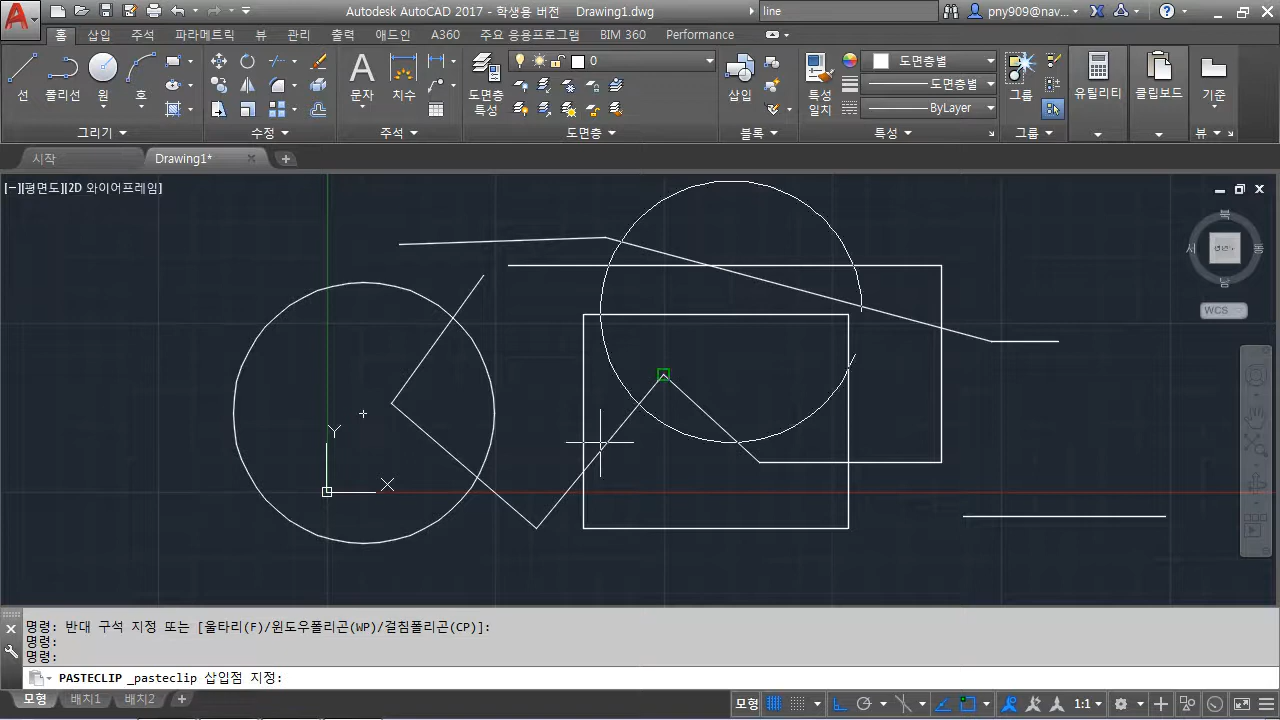 Autodesk AutoCAD 2017 - 학생용 버전 Drawing1.dwg line pny909@nav...
홈 삽입 주석 파라메트릭 뷰 관리 출력 애드인 A360 주요 응용프로그램 BIM 360 Performance
선 폴리선 원 호 문자 치수 도면층 특성 0 삽입 특성 일치 도면층별 도면층별 ByLayer 그룹 유틸리티 클립보드 기준
그리기 수정 주석 도면층 블록 특성 그룹 뷰
시작 Drawing1*
[−][평면도][2D 와이어프레임]
북
서 동
남
WCS
Y
X
명령: 반대 구석 지정 또는 [울타리(F)/윈도우폴리곤(WP)/걸침폴리곤(CP)]:
명령:
명령:
PASTECLIP _pasteclip 삽입점 지정:
모형 배치1 배치2 모형 1:1